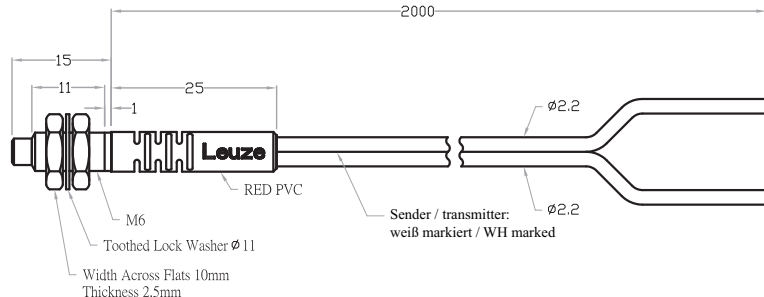 2000
15
11
25
1
Ø2.2
Leuze
RED PVC
Ø2.2
M6
Sender / transmitter:
weiß markiert / WH marked
Toothed Lock Washer Ø 11
Width Across Flats 10mm
Thickness 2.5mm